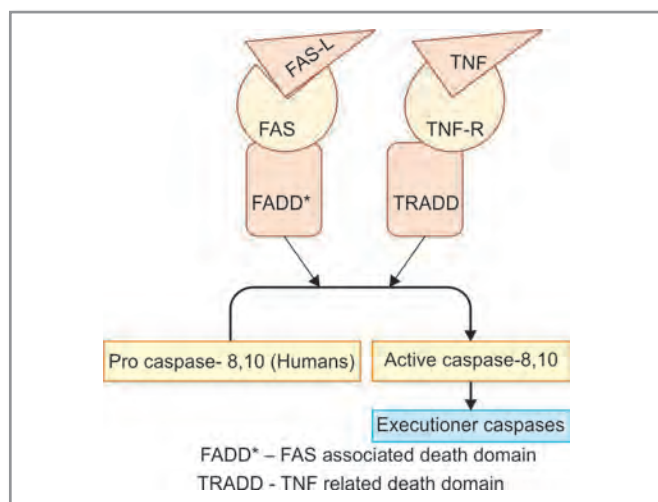 FAS-L
TNF
FAS
TNF-R
FADD*
TRADD
Pro caspase- 8,10 (Humans)
Active caspase-8,10
Executioner caspases
FADD* – FAS associated death domain
TRADD - TNF related death domain